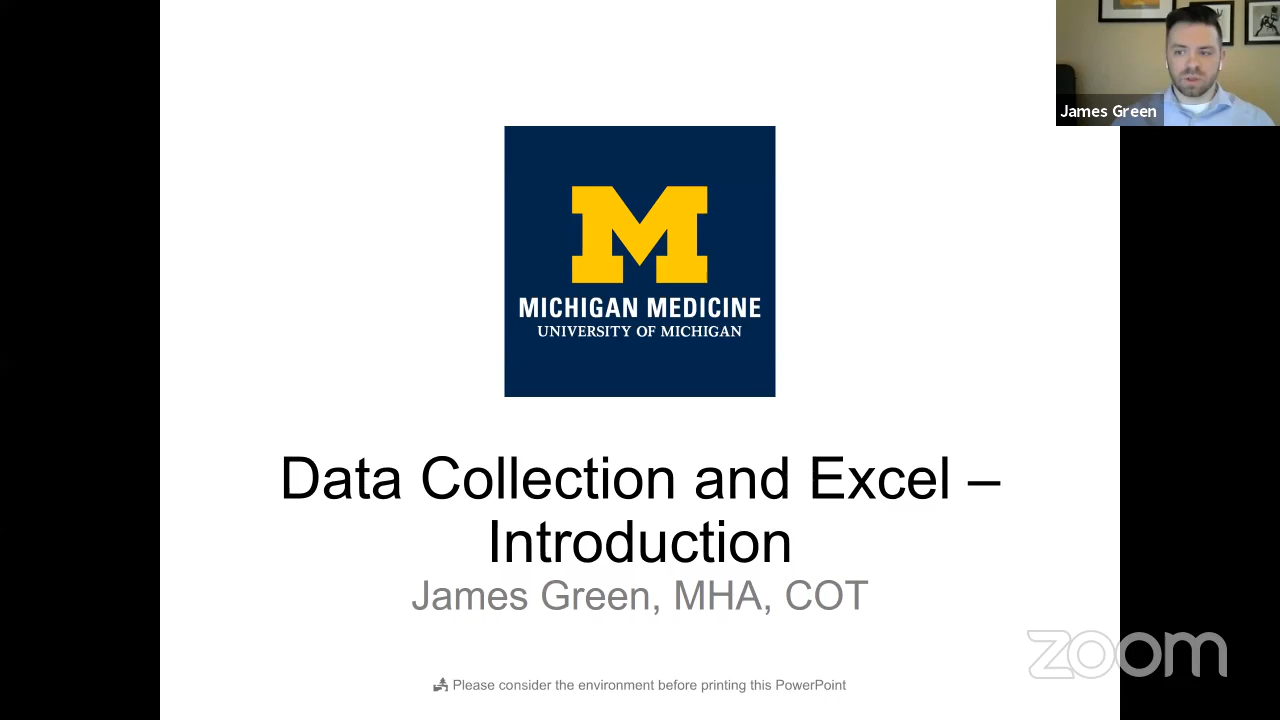 James Green
MICHIGAN MEDICINE
UNIVERSITY OF MICHIGAN
Data Collection and Excel –
Introduction
James Green, MHA, COT
zoom
Please consider the environment before printing this PowerPoint